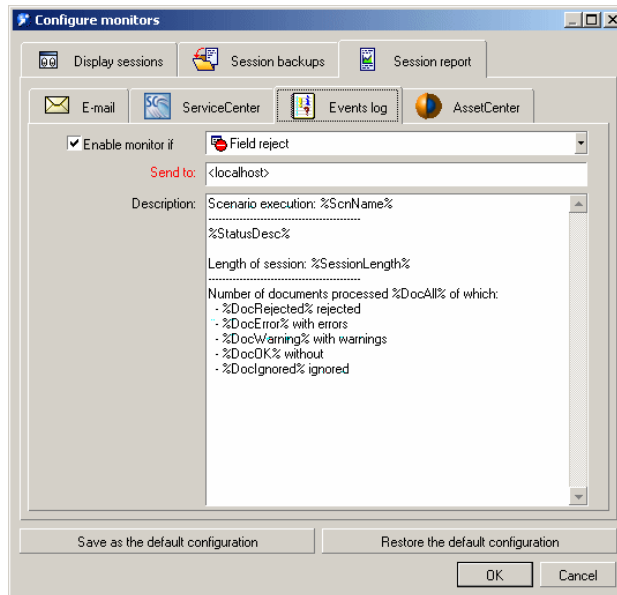 Configure monitors
Display sessions
Session backups
Session report
E-mail
ServiceCenter
Events log
AssetCenter
Enable monitor if
Field reject
Send to:
<localhost>
Description:
Scenario execution: %ScnName%
--------------------------------------------
%StatusDesc%
Length of session: %SessionLength%
--------------------------------------------
Number of documents processed %DocAll% of which:
- %DocRejected% rejected
- %DocError% with errors
- %DocWarning% with warnings
- %DocOK% without
- %DocIgnored% ignored
Save as the default configuration
Restore the default configuration
OK
Cancel